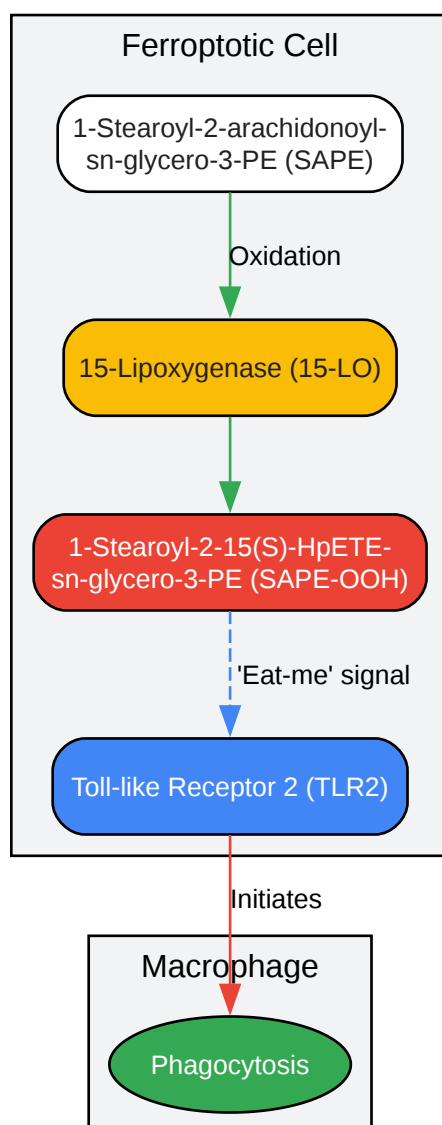 Ferroptotic Cell
1-Stearoyl-2-arachidonoyl-
sn-glycero-3-PE (SAPE)
Oxidation
15-Lipoxygenase (15-LO)
1-Stearoyl-2-15(S)-HpETE-
sn-glycero-3-PE (SAPE-OOH)
'Eat-me' signal
Toll-like Receptor 2 (TLR2)
Initiates
Macrophage
Phagocytosis